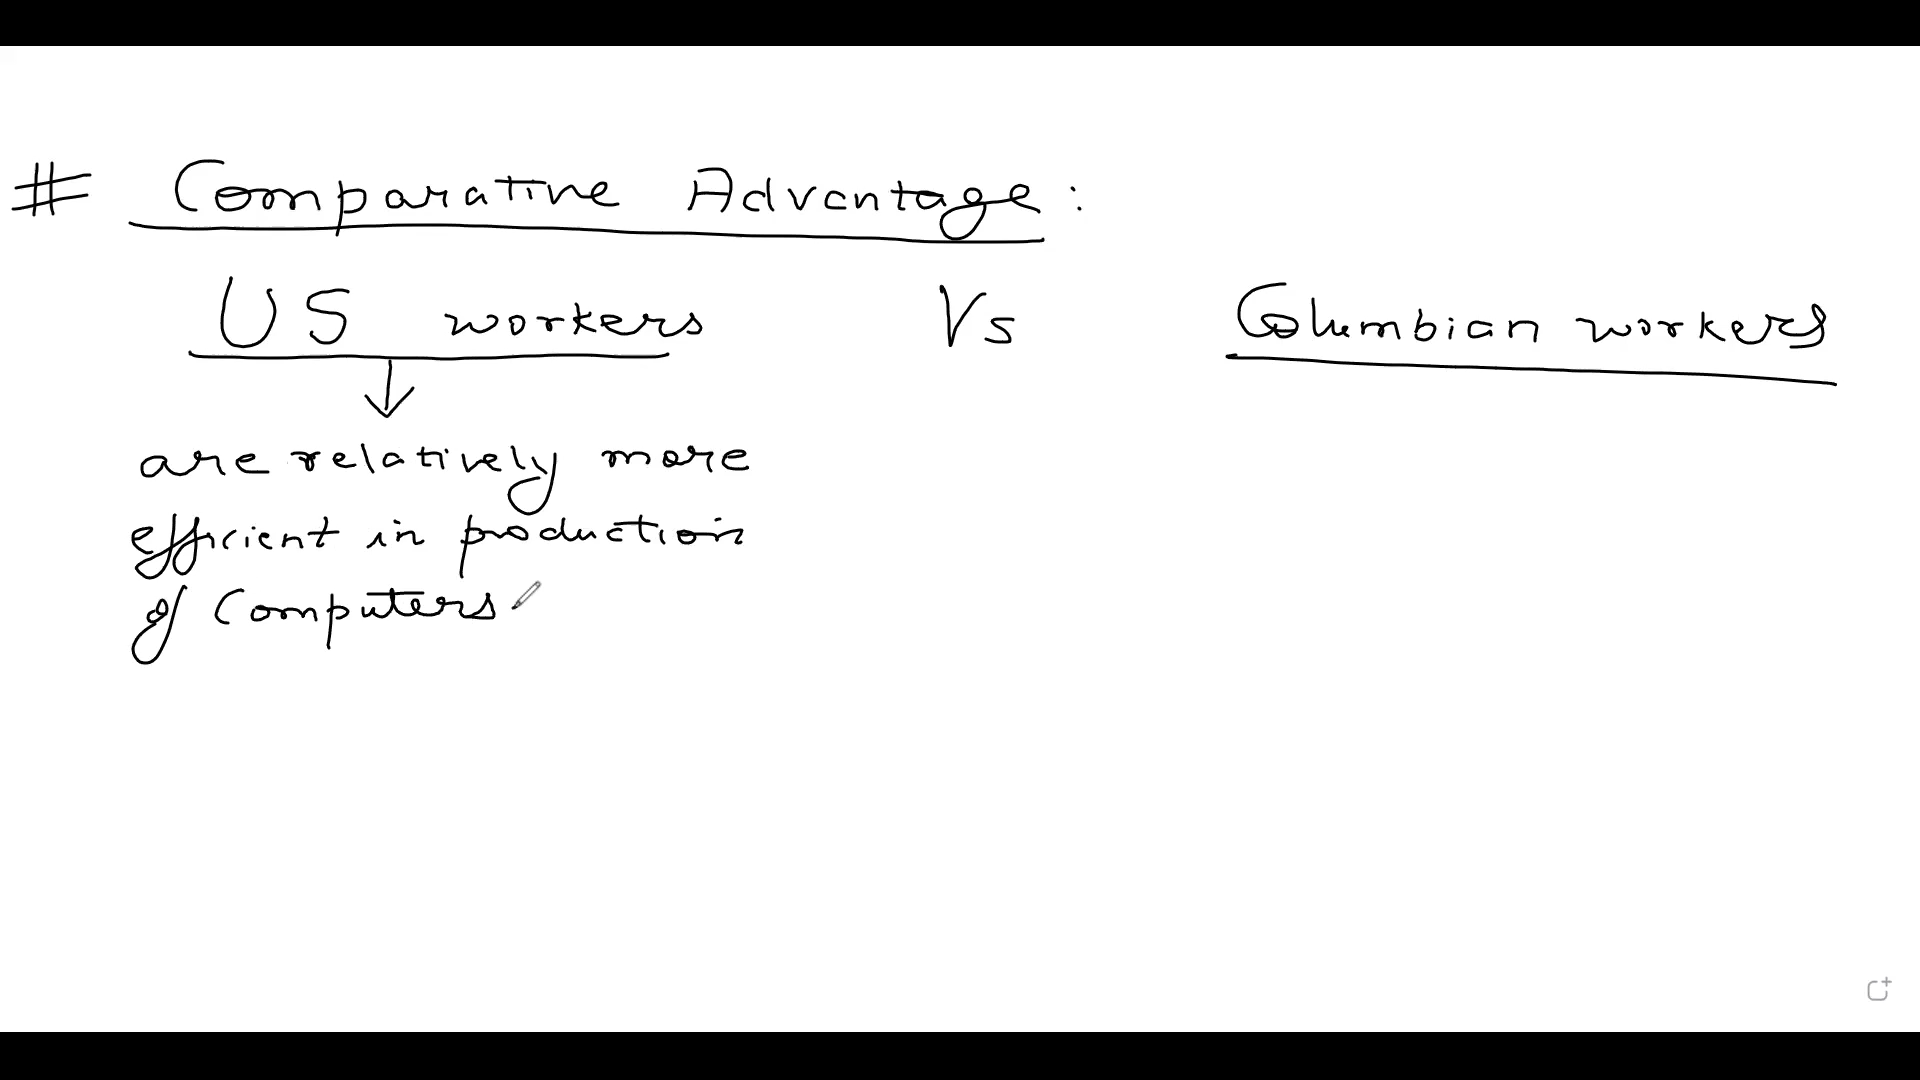 # Comparative Advantage:
US workers Vs Columbian workers
are relatively more
efficient in production
of Computers